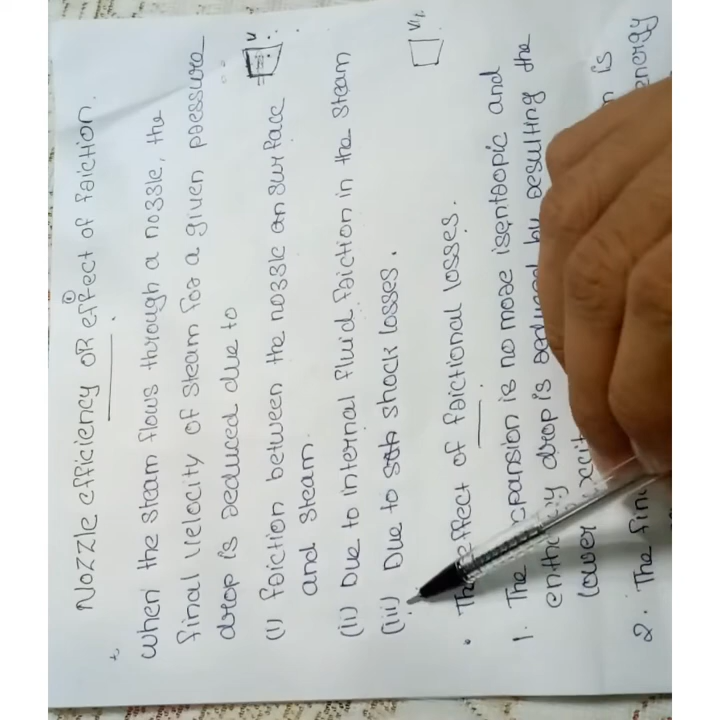 Nozzle efficiency OR effect of friction.
when the steam flows through a nozzle, the
final velocity of steam for a given pressure
drop is reduced due to
(i) friction between the nozzle an surface
and steam.
(ii) Due to internal fluid friction in the steam
(iii) Due to shock losses.
effect of frictional losses.
1. The expansion is no more isentropic and
drop is reduced by resulting the
lower
is
2. The
energy